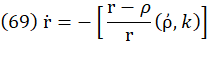 (69) ṙ = − [ (r − ρ)/r (ρ́, k) ]